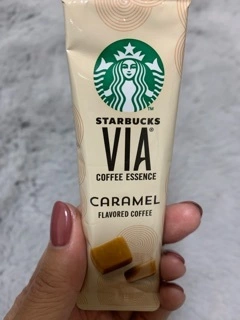 STARBUCKS
VIA®
COFFEE ESSENCE
CARAMEL
FLAVORED COFFEE